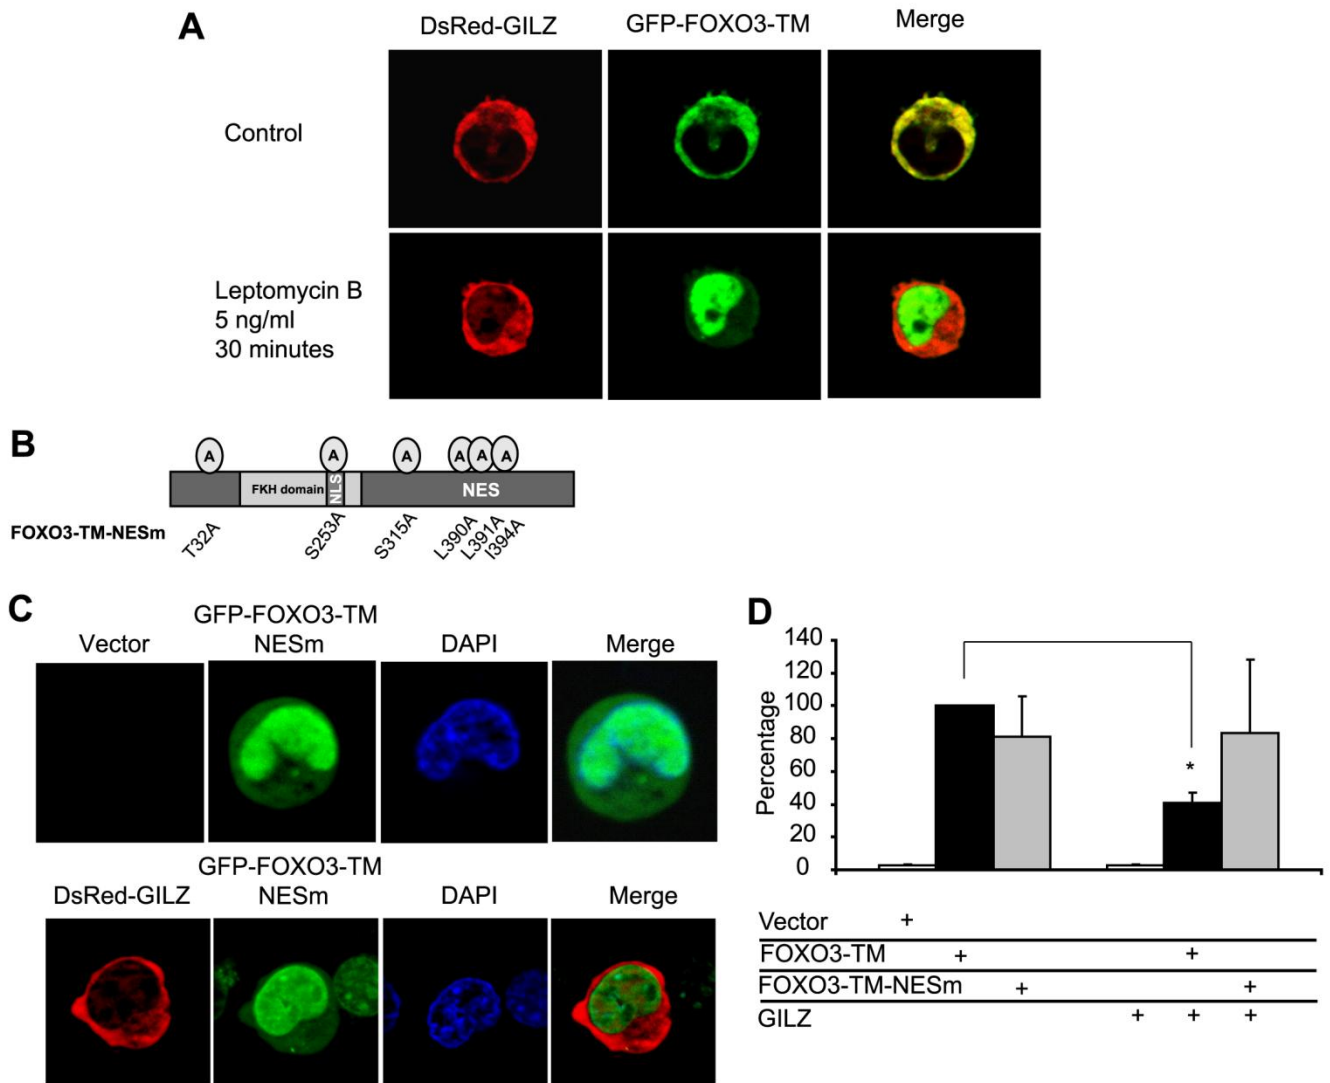 A
DsRed-GILZ GFP-FOXO3-TM Merge
Control
Leptomycin B
5 ng/ml
30 minutes
B
A A A A A A
FKH domain NLS NES
FOXO3-TM-NESm
T32A S253A S315A L390A L391A I394A
C
GFP-FOXO3-TM
Vector NESm DAPI Merge
GFP-FOXO3-TM
DsRed-GILZ NESm DAPI Merge
D
Percentage
140
120
100
80
60
40
20
0
*
Vector +
FOXO3-TM + +
FOXO3-TM-NESm + +
GILZ + + +